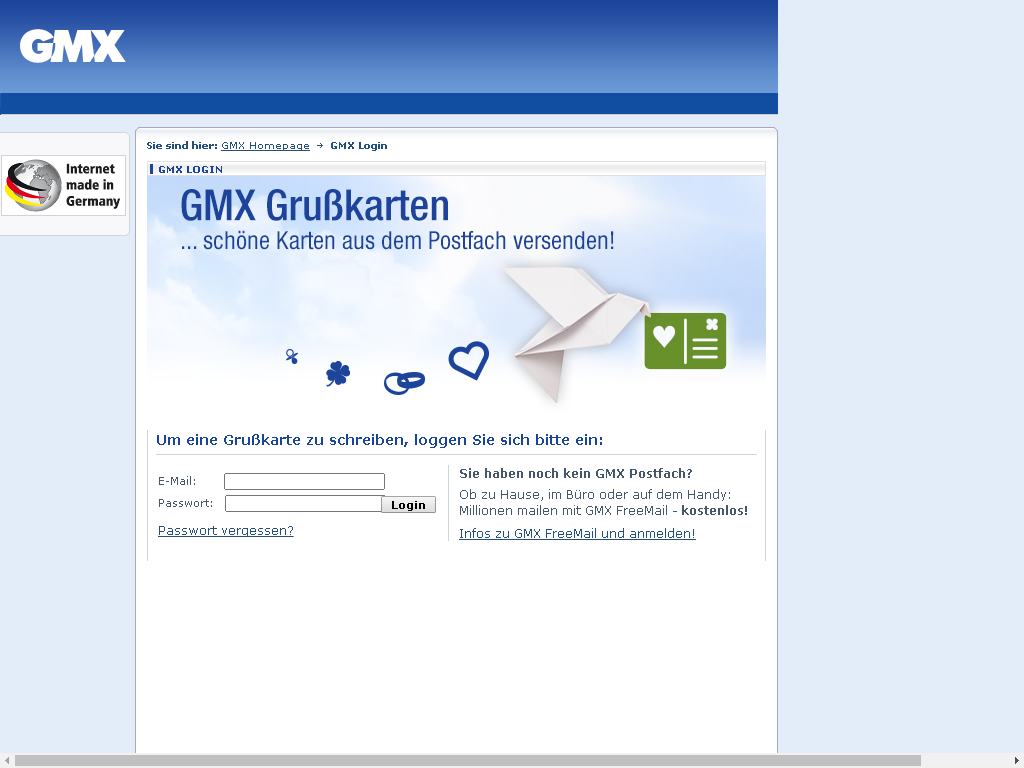 GMX
Internet
made in
Germany
Sie sind hier: GMX Homepage → GMX Login
GMX LOGIN
GMX Grußkarten
... schöne Karten aus dem Postfach versenden!
Um eine Grußkarte zu schreiben, loggen Sie sich bitte ein:
E-Mail:
Passwort:
Login
Passwort vergessen?
Sie haben noch kein GMX Postfach?
Ob zu Hause, im Büro oder auf dem Handy:
Millionen mailen mit GMX FreeMail - kostenlos!
Infos zu GMX FreeMail und anmelden!